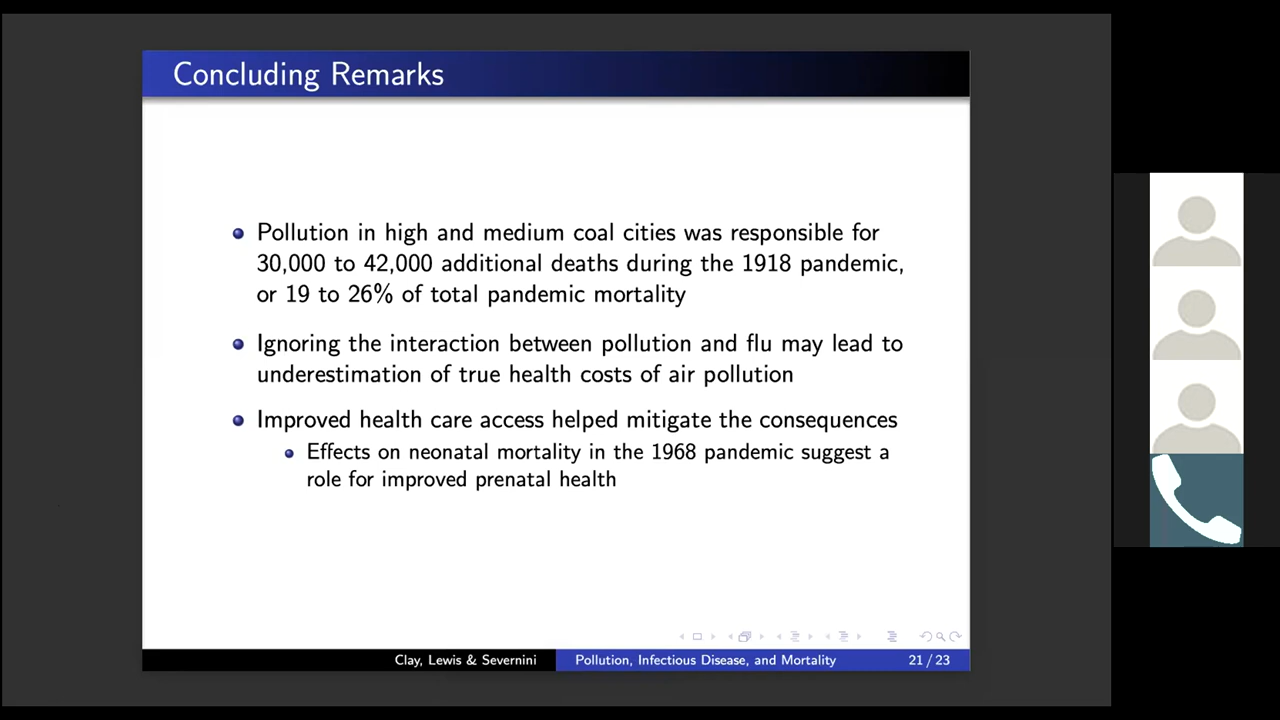 Concluding Remarks
Pollution in high and medium coal cities was responsible for
30,000 to 42,000 additional deaths during the 1918 pandemic,
or 19 to 26% of total pandemic mortality
Ignoring the interaction between pollution and flu may lead to
underestimation of true health costs of air pollution
Improved health care access helped mitigate the consequences
Effects on neonatal mortality in the 1968 pandemic suggest a
role for improved prenatal health
Clay, Lewis & Severnini Pollution, Infectious Disease, and Mortality 21 / 23